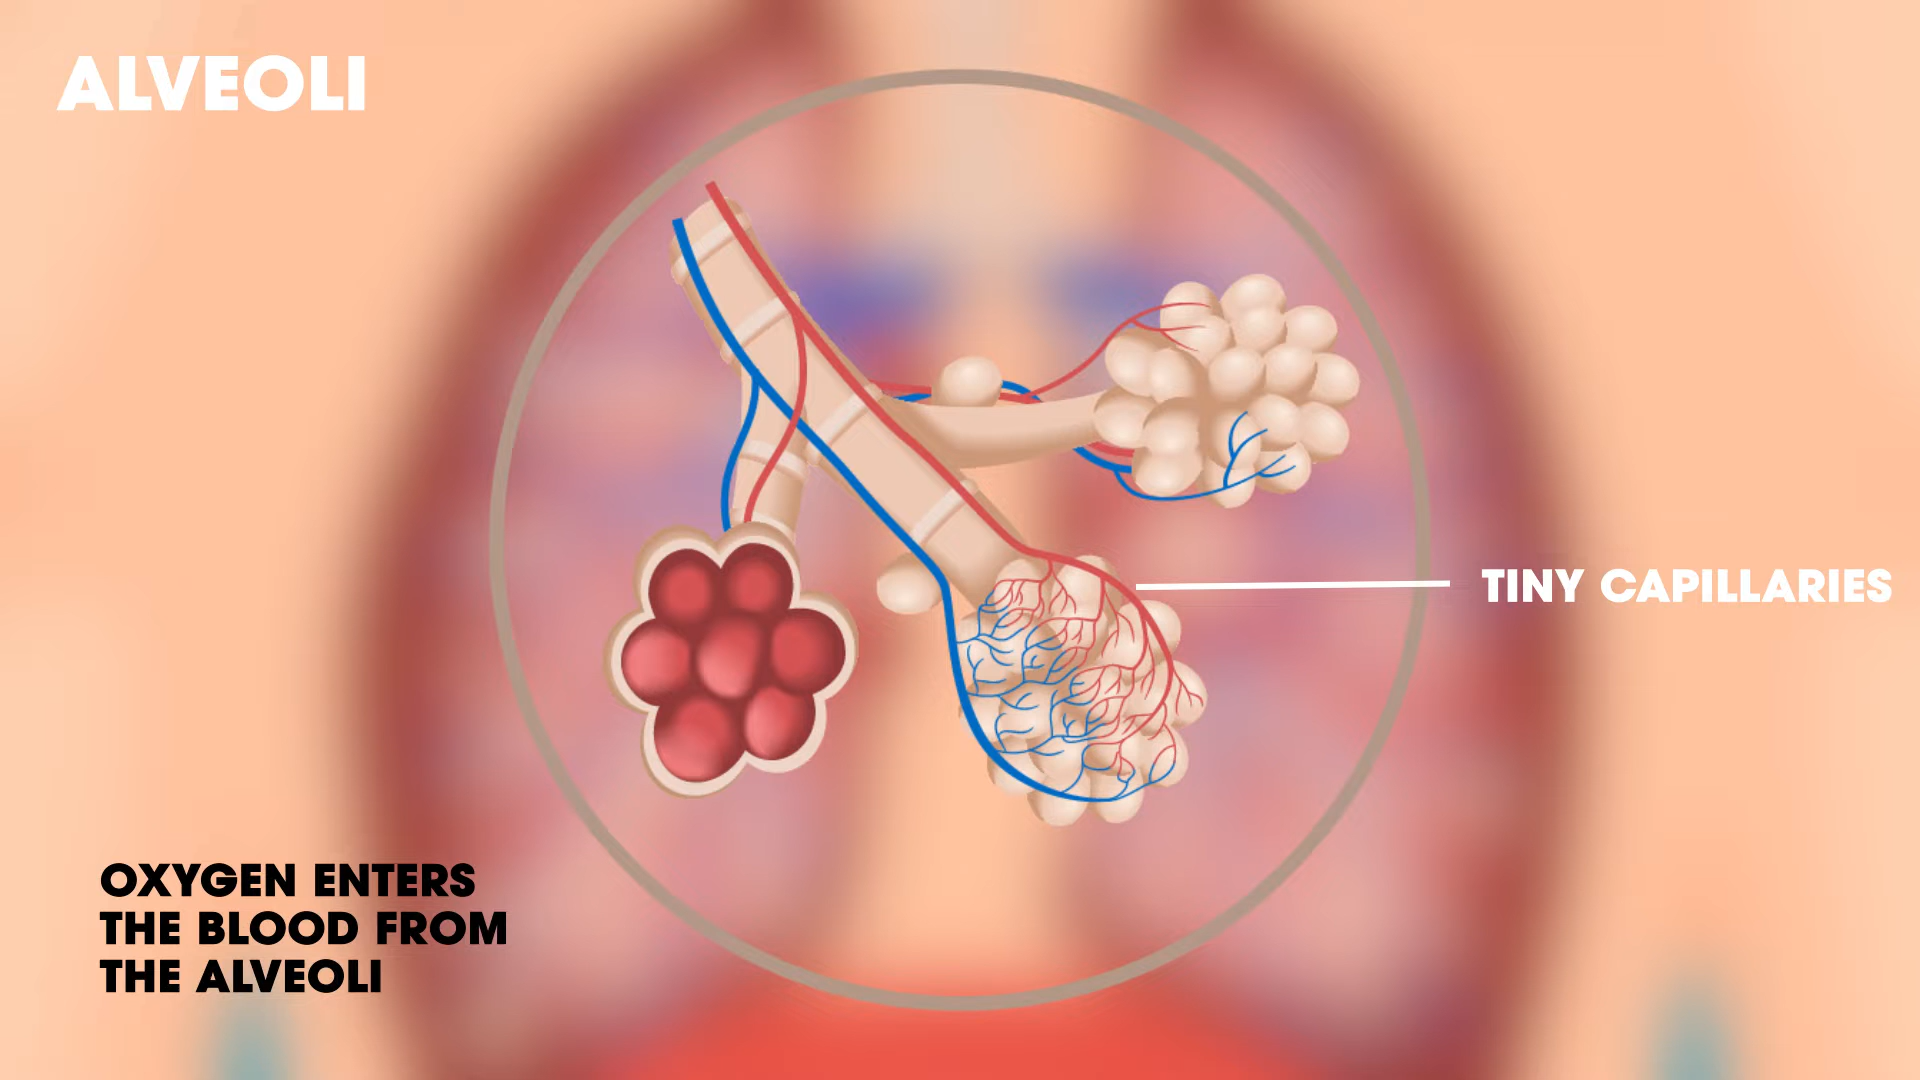 ALVEOLI
TINY CAPILLARIES
OXYGEN ENTERS
THE BLOOD FROM
THE ALVEOLI